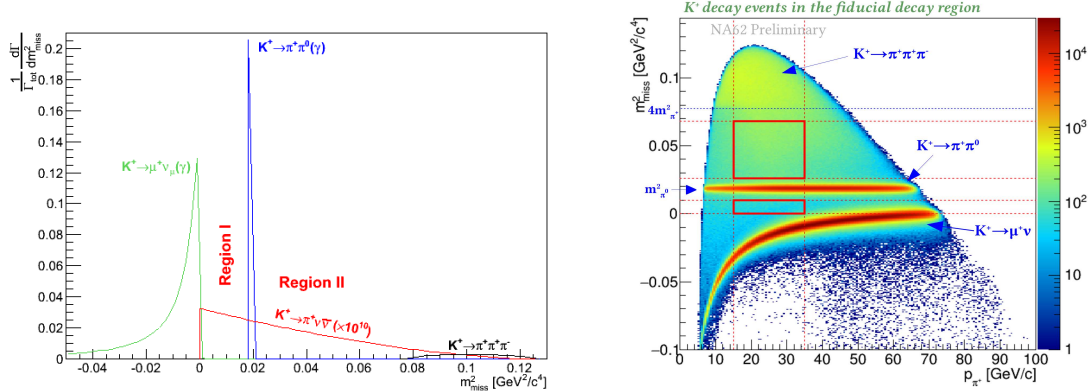 K⁺ decay events in the fiducial decay region
NA62 Preliminary
1/Γtot dΓ/dm²miss
0.2
0.18
0.16
0.14
0.12
0.1
0.08
0.06
0.04
0.02
0
K⁺→π⁺π⁰(γ)
K⁺→μ⁺νμ(γ)
Region I
Region II
K⁺→π⁺νν̄ (×10¹⁰)
K⁺→π⁺π⁺π⁻
-0.04 -0.02 0 0.02 0.04 0.06 0.08 0.1 0.12
m²miss [GeV²/c⁴]
m²miss [GeV²/c⁴]
0.1
0.05
0
-0.05
-0.1
4m²π⁺
m²π⁰
K⁺→π⁺π⁺π⁻
K⁺→π⁺π⁰
K⁺→μ⁺ν
0 10 20 30 40 50 60 70 80 90 100
pπ⁺ [GeV/c]
10⁴
10³
10²
10
1